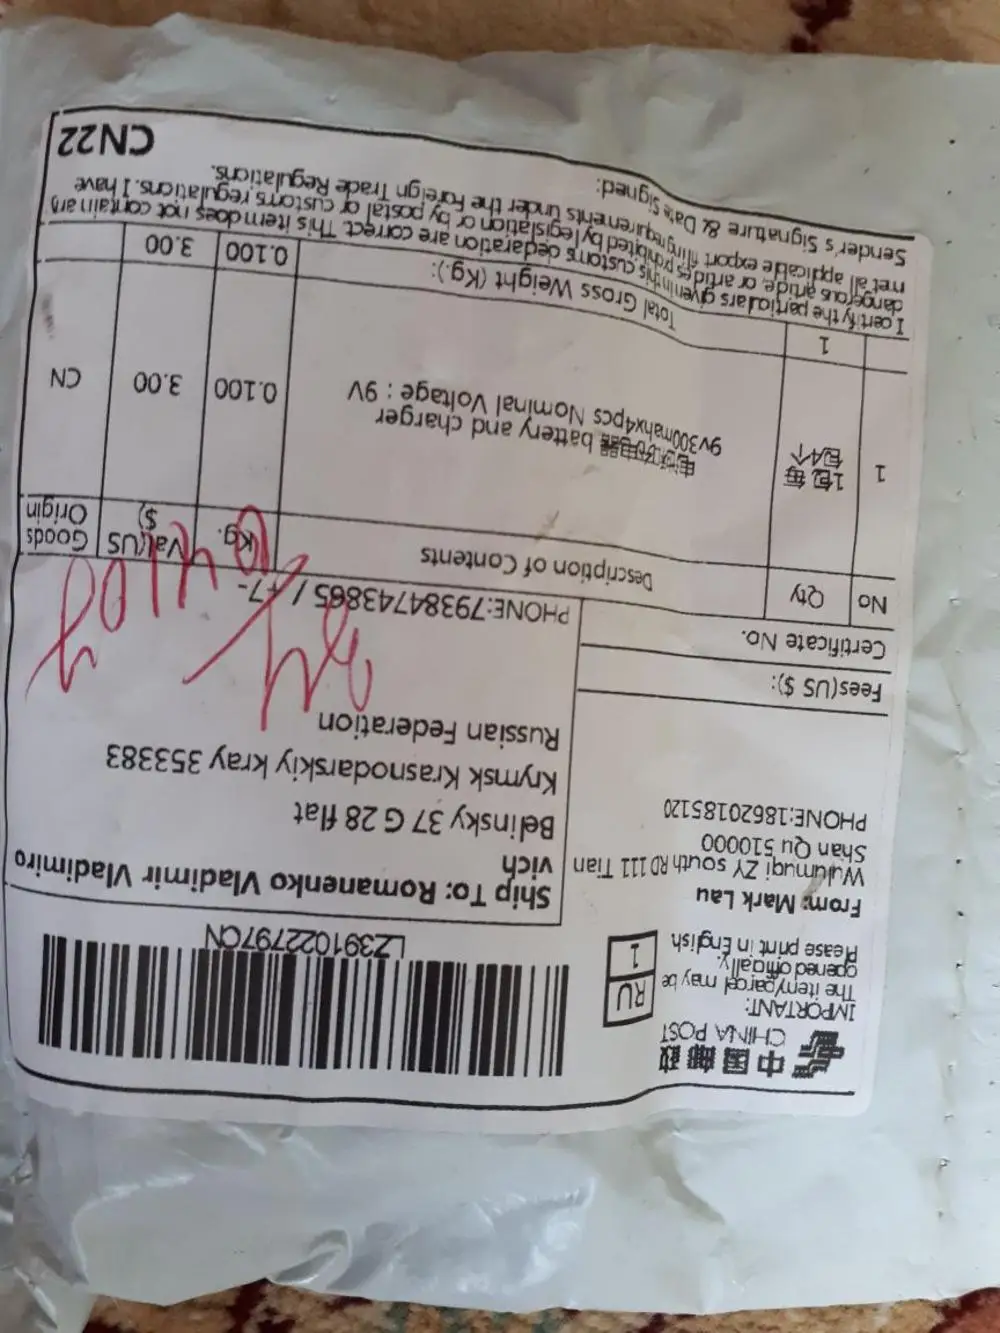 中国邮政
CHINA POST
IMPORTANT:
The item/parcel may be
opened officially.
Please print in English
RU
1
LZ391022797CN
From: Mark Lau
Wulumuqi ZY south RD 111 Tian
Shan Qu 510000
PHONE:18620185120
Ship To: Romanenko Vladimir Vladimiro
vich
Belinsky 37 G 28 flat
Krymsk Krasnodarskiy kray 353383
Russian Federation
PHONE:79384743865 / +7-
Fees(US $):
Certificate No.
No Qty Description of Contents Kg. Val(US $) Goods Origin
1 1包 每包4个 battery and charger 0.100 3.00 CN
9v300mahx4pcs Nominal Voltage : 9V
1 Total Gross Weight (Kg.): 0.100 3.00
I certify the particulars given in this customs declaration are correct. This item does not contain any
dangerous article, or articles prohibited by legislation or by postal or customs regulations. I have
met all applicable export filing requirements under the Foreign Trade Regulations.
Sender's Signature & Date Signed:
CN22